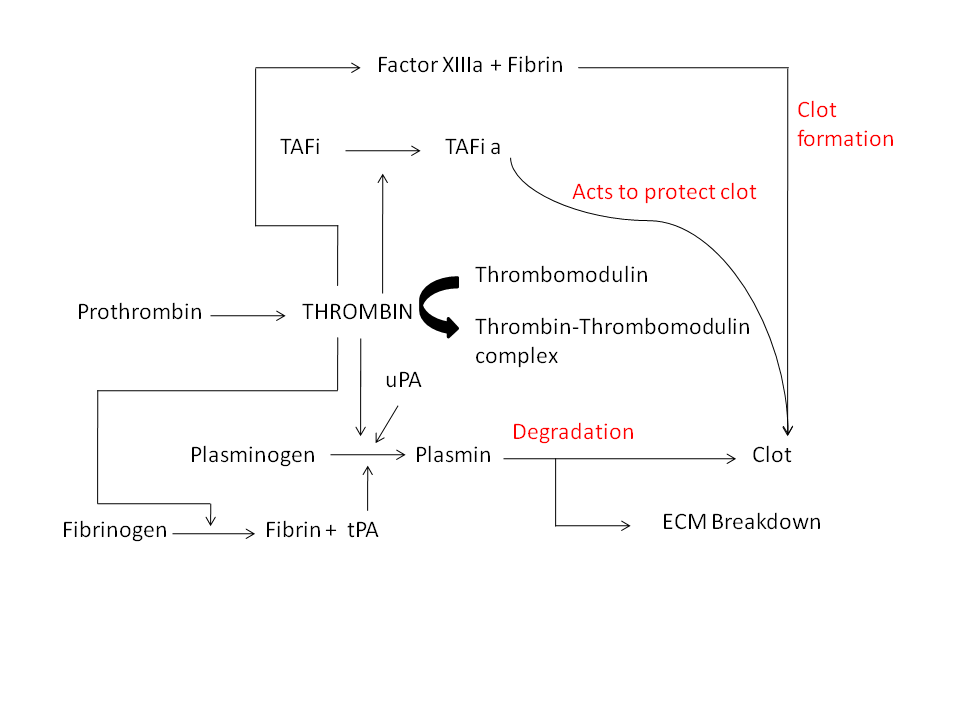 Factor XIIIa + Fibrin
Clot
formation
TAFi
TAFi a
Acts to protect clot
Thrombomodulin
Prothrombin
THROMBIN
Thrombin-Thrombomodulin
complex
uPA
Degradation
Plasminogen
Plasmin
Clot
ECM Breakdown
Fibrinogen
Fibrin + tPA